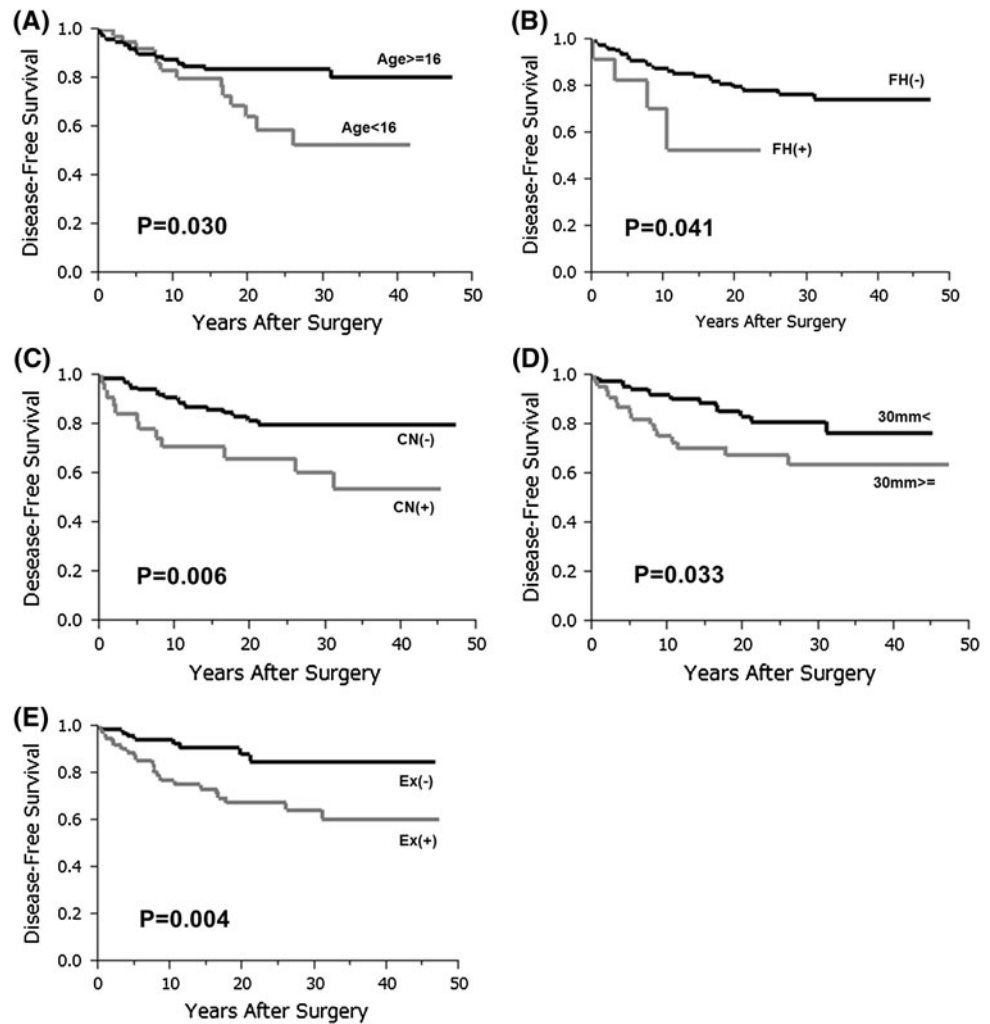 (A)
Disease-Free Survival
1.0
0.8
0.6
0.4
0.2
0.0
Age>=16
Age<16
P=0.030
0 10 20 30 40 50
Years After Surgery
(B)
Disease-Free Survival
1.0
0.8
0.6
0.4
0.2
0.0
FH(-)
FH(+)
P=0.041
0 10 20 30 40 50
Years After Surgery
(C)
Desease-Free Survival
1.0
0.8
0.6
0.4
0.2
0.0
CN(-)
CN(+)
P=0.006
0 10 20 30 40 50
Years After Surgery
(D)
Disease-Free Survival
1.0
0.8
0.6
0.4
0.2
0.0
30mm<
30mm>=
P=0.033
0 10 20 30 40 50
Years After Surgery
(E)
Disease-Free Survival
1.0
0.8
0.6
0.4
0.2
0.0
Ex(-)
Ex(+)
P=0.004
0 10 20 30 40 50
Years After Surgery